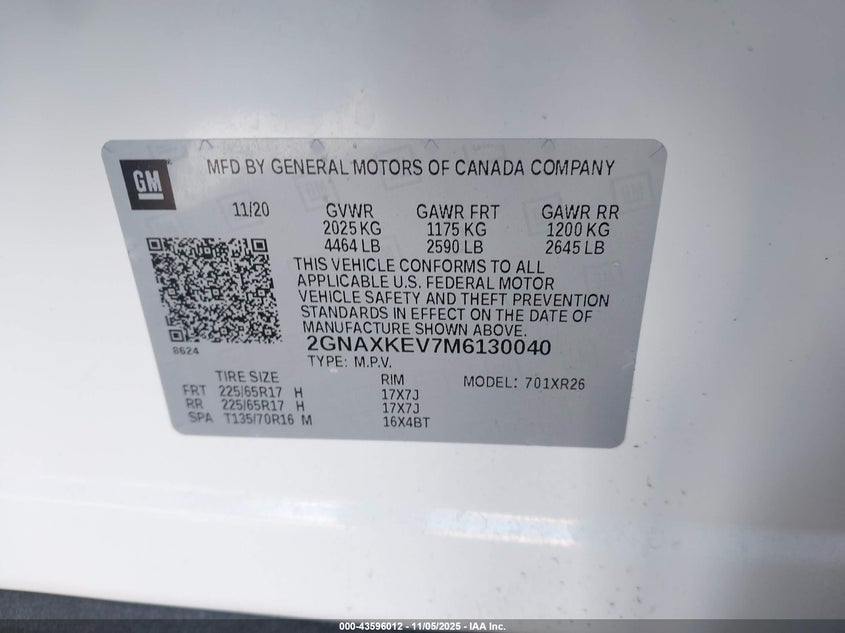 GM
MFD BY GENERAL MOTORS OF CANADA COMPANY
11/20 GVWR GAWR FRT GAWR RR
2025 KG 1175 KG 1200 KG
4464 LB 2590 LB 2645 LB
THIS VEHICLE CONFORMS TO ALL
APPLICABLE U.S. FEDERAL MOTOR
VEHICLE SAFETY AND THEFT PREVENTION
STANDARDS IN EFFECT ON THE DATE OF
MANUFACTURE SHOWN ABOVE.
8624 2GNAXKEV7M6130040
TYPE: M.P.V.
TIRE SIZE RIM MODEL: 701XR26
FRT 225/65R17 H 17X7J
RR 225/65R17 H 17X7J
SPA T135/70R16 M 16X4BT
000-43596012 - 11/05/2025 - IAA Inc.